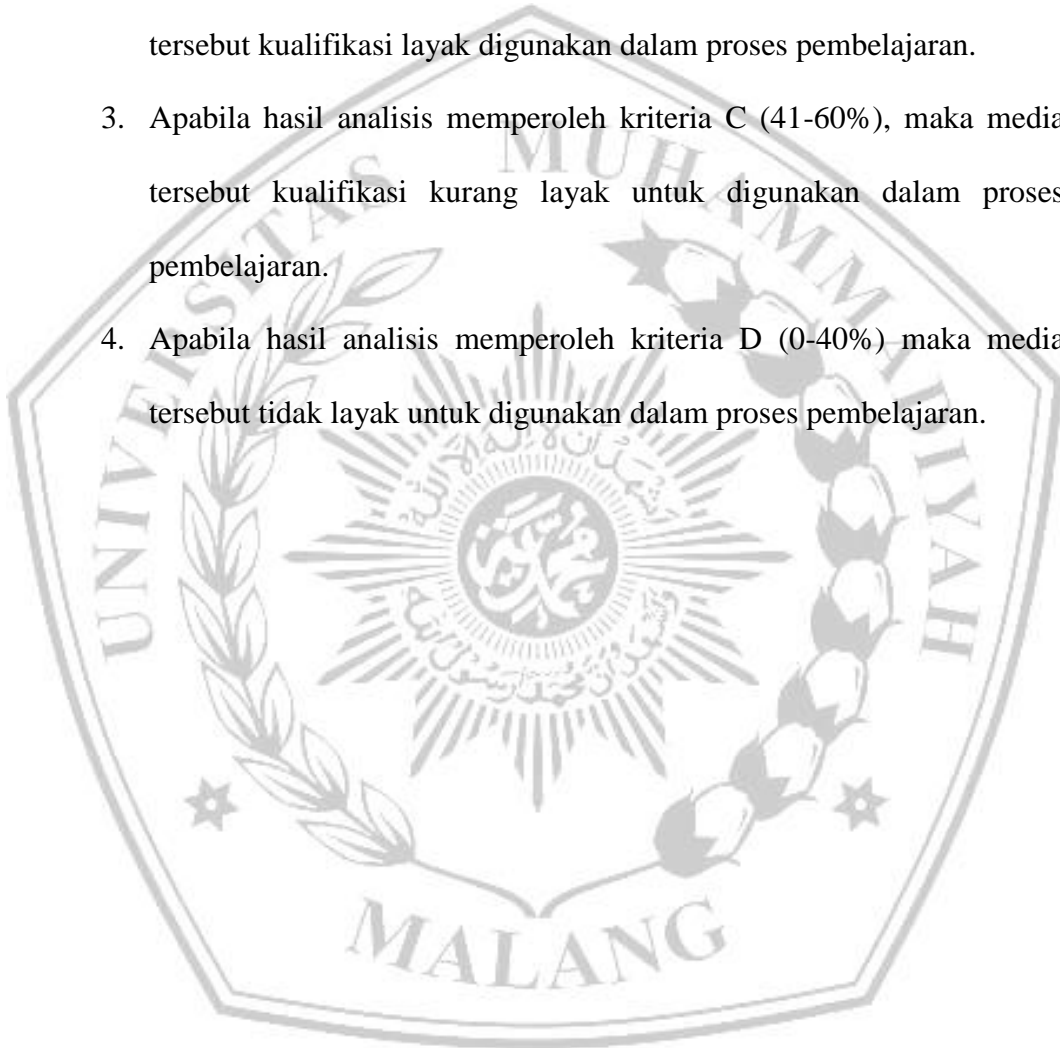 tersebut kualifikasi layak digunakan dalam proses pembelajaran.
3. Apabila hasil analisis memperoleh kriteria C (41-60%), maka media
tersebut kualifikasi kurang layak untuk digunakan dalam proses
pembelajaran.
4. Apabila hasil analisis memperoleh kriteria D (0-40%) maka media
tersebut tidak layak untuk digunakan dalam proses pembelajaran.
UNIVERSITAS MUHAMMADIYAH
MALANG